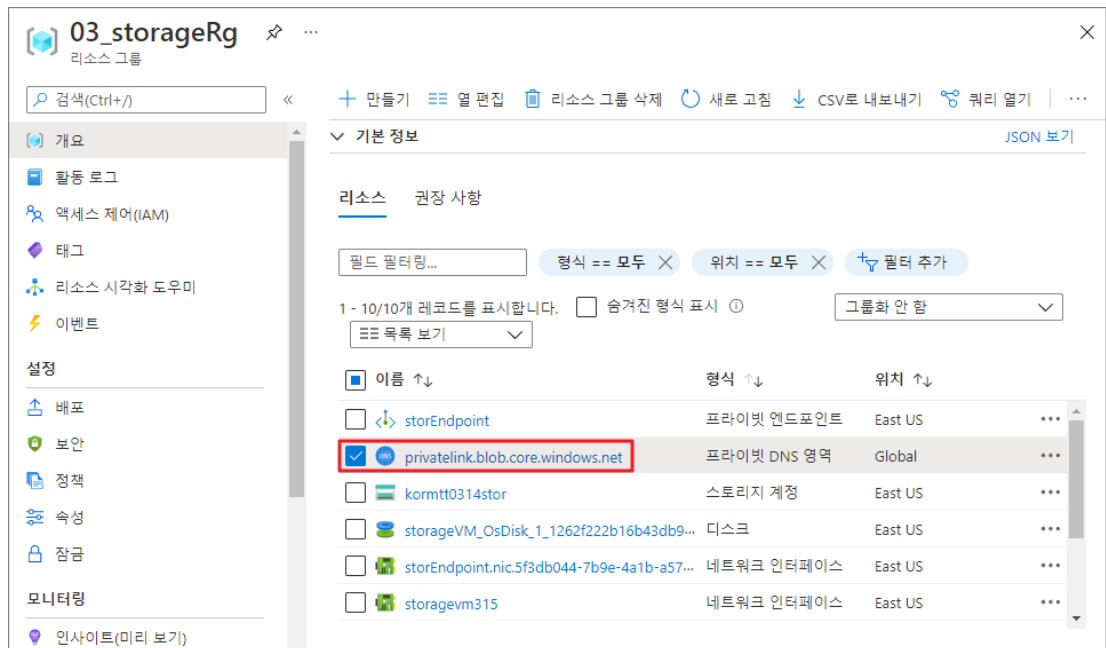 03_storageRg
리소스 그룹
검색(Ctrl+/)
개요
활동 로그
액세스 제어(IAM)
태그
리소스 시각화 도우미
이벤트
설정
배포
보안
정책
속성
잠금
모니터링
인사이트(미리 보기)
만들기 열 편집 리소스 그룹 삭제 새로 고침 CSV로 내보내기 쿼리 열기
기본 정보 JSON 보기
리소스 권장 사항
필드 필터링... 형식 == 모두 위치 == 모두 필터 추가
1 - 10/10개 레코드를 표시합니다. 숨겨진 형식 표시 그룹화 안 함
목록 보기
이름 형식 위치
storEndpoint 프라이빗 엔드포인트 East US
DNS privatelink.blob.core.windows.net 프라이빗 DNS 영역 Global
kormtt0314stor 스토리지 계정 East US
storageVM_OsDisk_1_1262f222b16b43db9... 디스크 East US
storEndpoint.nic.5f3db044-7b9e-4a1b-a57... 네트워크 인터페이스 East US
storagevm315 네트워크 인터페이스 East US